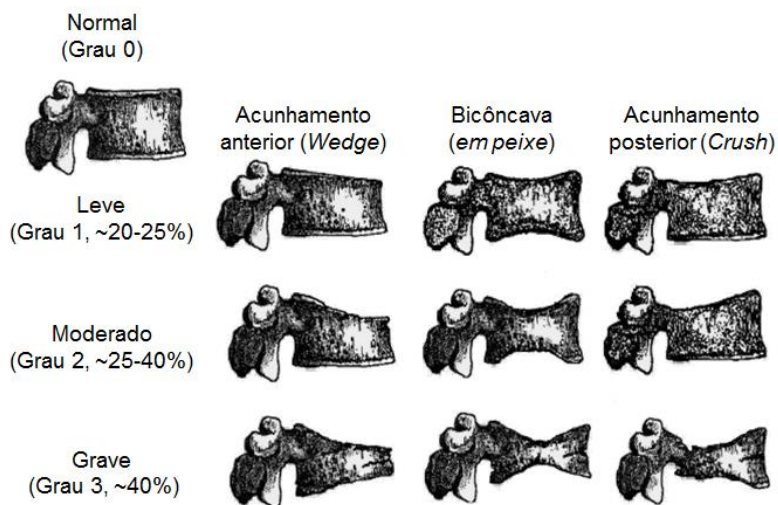 Normal
(Grau 0)
Acunhamento
anterior (Wedge)
Bicôncava
(em peixe)
Acunhamento
posterior (Crush)
Leve
(Grau 1, ~20-25%)
Moderado
(Grau 2, ~25-40%)
Grave
(Grau 3, ~40%)